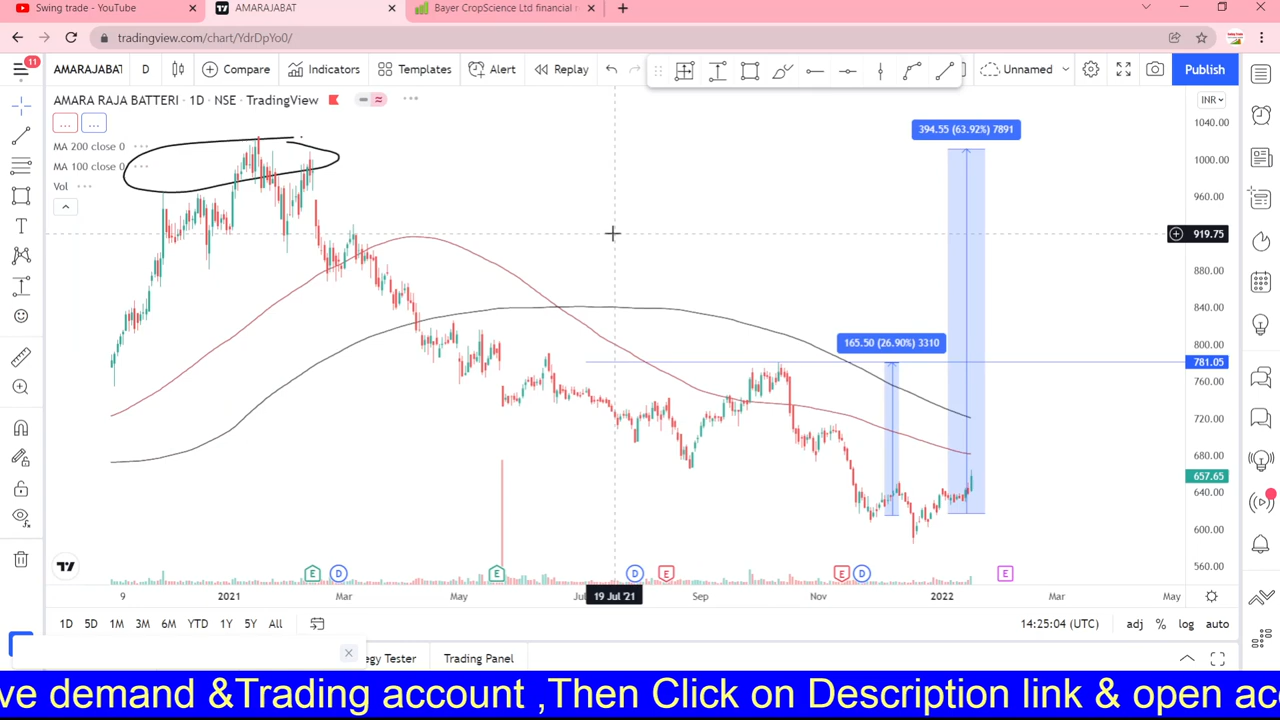 Swing trade - YouTube
AMARAJABAT
Bayer CropScience Ltd financial r
tradingview.com/chart/YdrDpYo0/
11
AMARAJABAT
D
Compare
Indicators
Templates
Alert
Replay
Unnamed
Publish
AMARA RAJA BATTERI · 1D · NSE · TradingView
INR
...
...
MA 200 close 0
MA 100 close 0
Vol
394.55 (63.92%) 7891
165.50 (26.90%) 3310
1040.00
1000.00
960.00
919.75
880.00
840.00
800.00
781.05
760.00
720.00
680.00
657.65
640.00
600.00
560.00
E
D
E
D
E
E
D
E
9
2021
Mar
May
Jul
19 Jul '21
Sep
Nov
2022
Mar
May
1D
5D
1M
3M
6M
YTD
1Y
5Y
All
14:25:04 (UTC)
adj
%
log
auto
egy Tester
Trading Panel
ve demand &Trading account ,Then Click on Description link & open ac